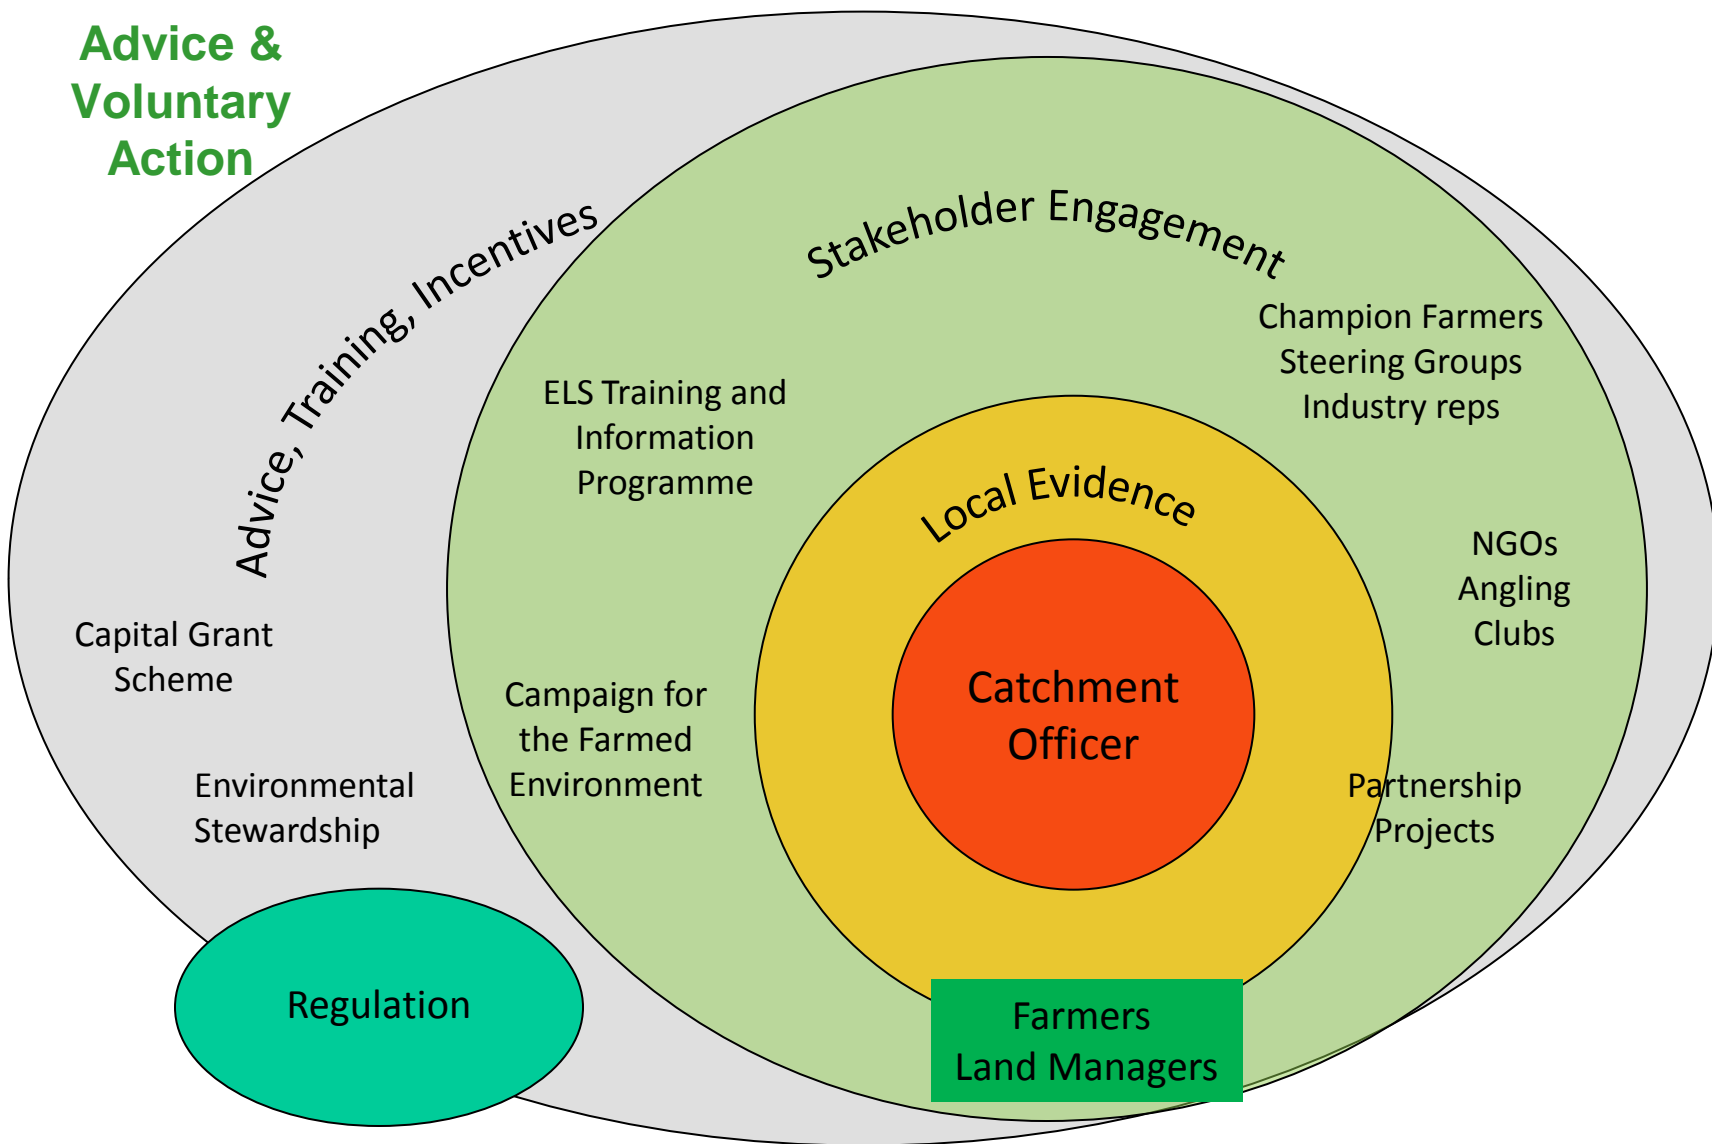 Advice &
Voluntary
Action
Advice, Training, Incentives
Stakeholder Engagement
Champion Farmers
Steering Groups
Industry reps
ELS Training and
Information
Programme
Local Evidence
NGOs
Angling
Clubs
Capital Grant
Scheme
Campaign for
the Farmed
Environment
Catchment
Officer
Environmental
Stewardship
Partnership
Projects
Regulation
Farmers
Land Managers